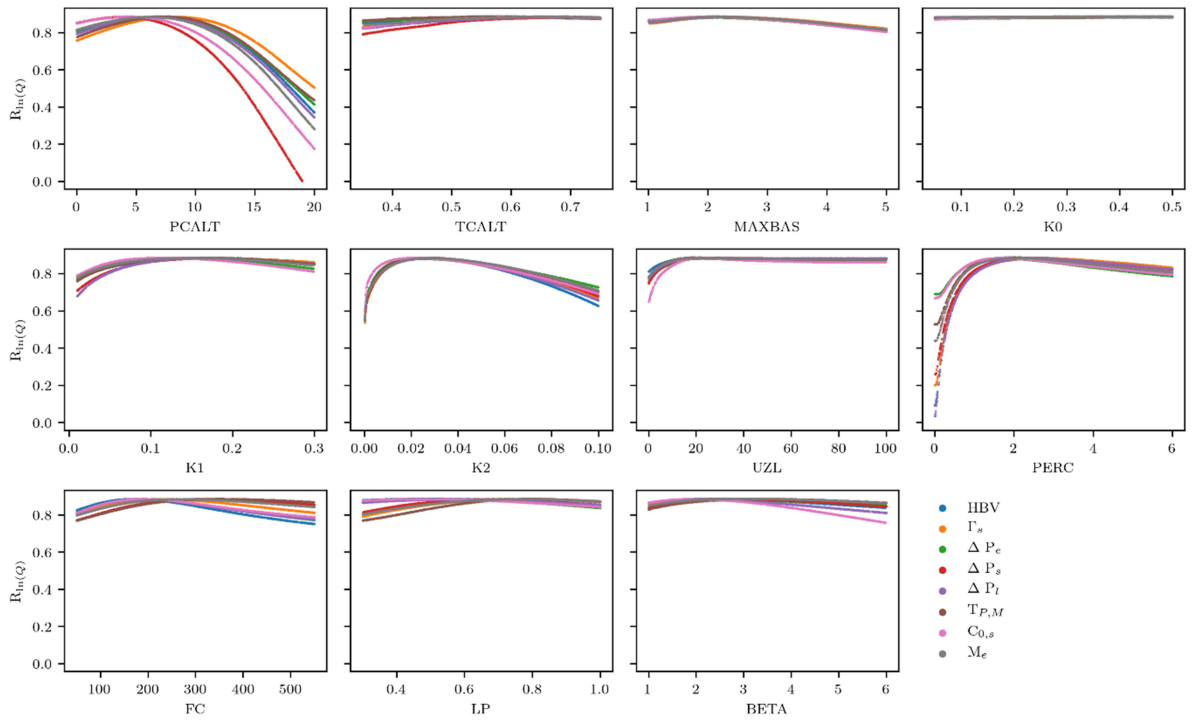 R_ln(Q)
0.8
0.6
0.4
0.2
0.0
0 5 10 15 20
PCALT
0.4 0.5 0.6 0.7
TCALT
1 2 3 4 5
MAXBAS
0.1 0.2 0.3 0.4 0.5
K0
R_ln(Q)
0.8
0.6
0.4
0.2
0.0
0.0 0.1 0.2 0.3
K1
0.00 0.02 0.04 0.06 0.08 0.10
K2
0 20 40 60 80 100
UZL
0 2 4 6
PERC
R_ln(Q)
0.8
0.6
0.4
0.2
0.0
100 200 300 400 500
FC
0.4 0.6 0.8 1.0
LP
1 2 3 4 5 6
BETA
HBV
Γ_s
Δ P_e
Δ P_s
Δ P_l
T_P,M
C_0,s
M_e